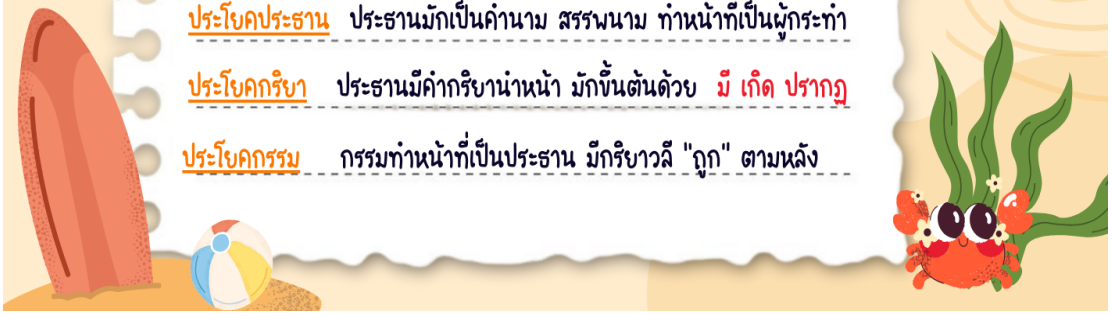 ประโยคประธาน ประธานมักเป็นคำนาม สรรพนาม ทำหน้าที่เป็นผู้กระทำ
ประโยคกริยา ประธานมีคำกริยานำหน้า มักขึ้นต้นด้วย มี เกิด ปรากฏ
ประโยคกรรม กรรมทำหน้าที่เป็นประธาน มีกริยาวลี "ถูก" ตามหลัง